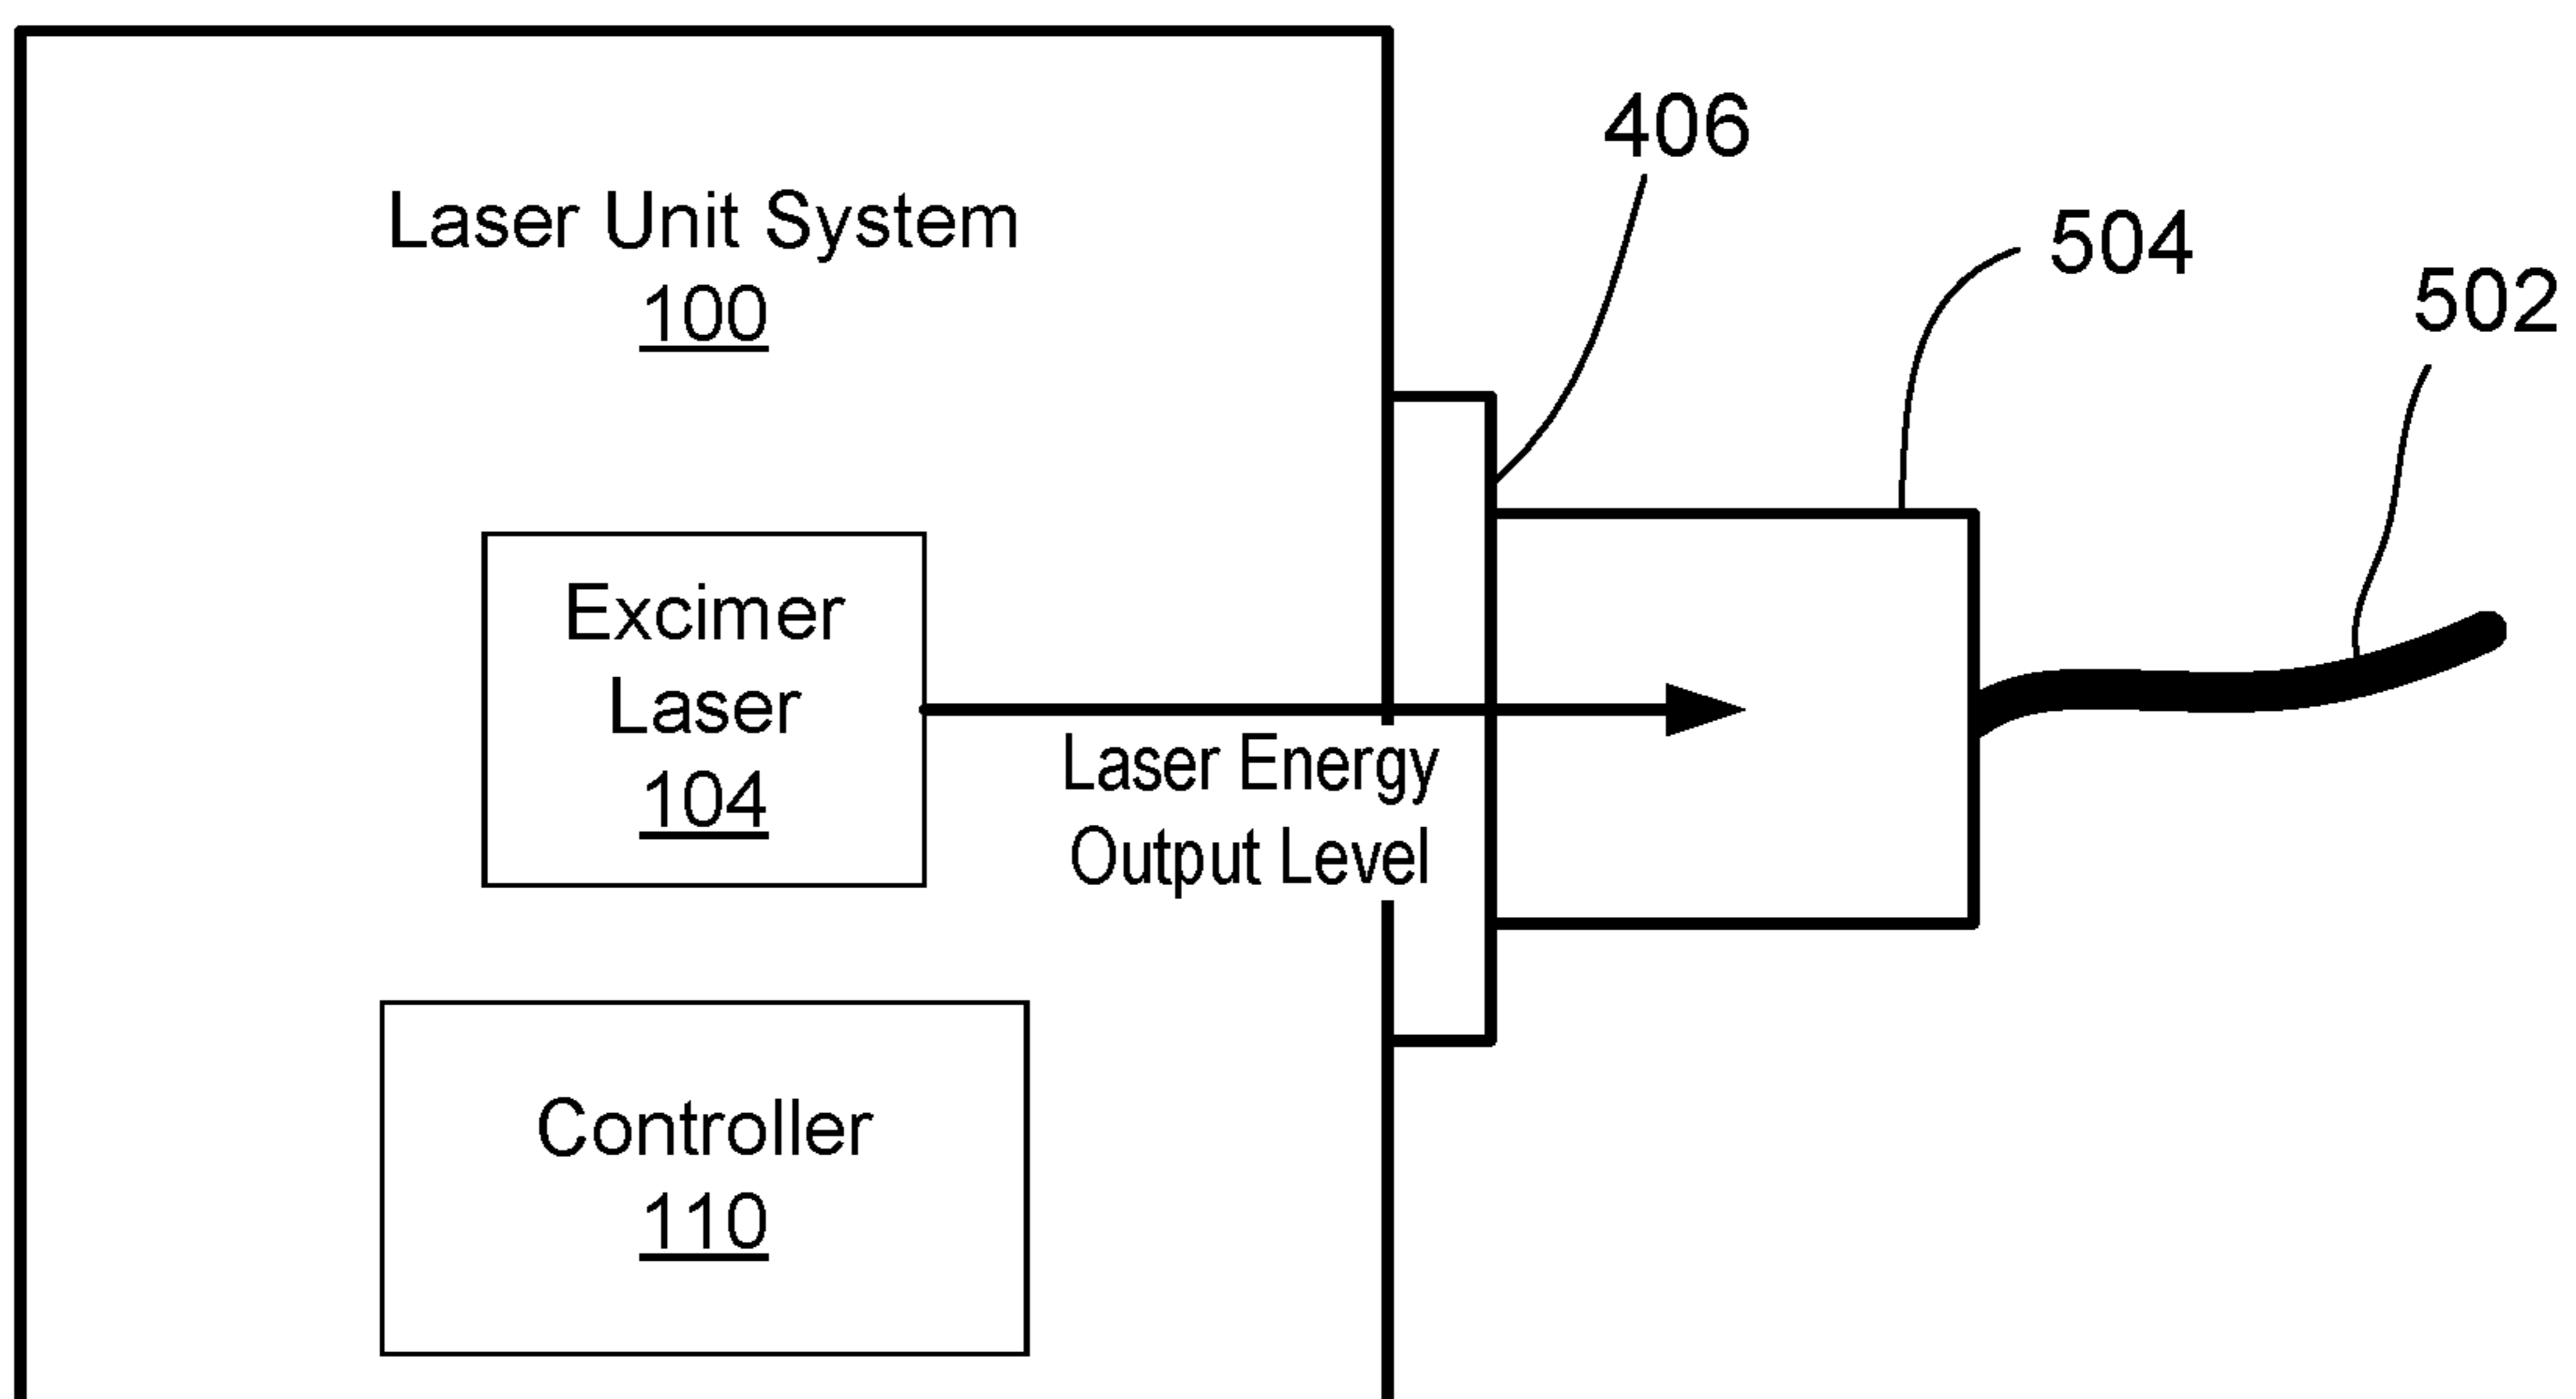 Laser Unit System
100
406
504
502
Excimer
Laser
104
Laser Energy
Output Level
Controller
110